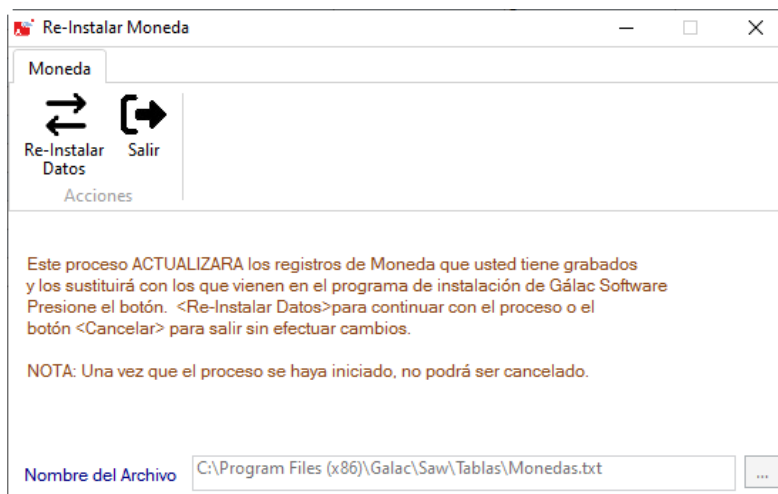 Re-Instalar Moneda
Moneda
Re-Instalar Datos
Salir
Acciones
Este proceso ACTUALIZARA los registros de Moneda que usted tiene grabados
y los sustituirá con los que vienen en el programa de instalación de Gálac Software
Presione el botón.  <Re-Instalar Datos>para continuar con el proceso o el
botón <Cancelar> para salir sin efectuar cambios.
NOTA: Una vez que el proceso se haya iniciado, no podrá ser cancelado.
Nombre del Archivo C:\Program Files (x86)\Galac\Saw\Tablas\Monedas.txt ...